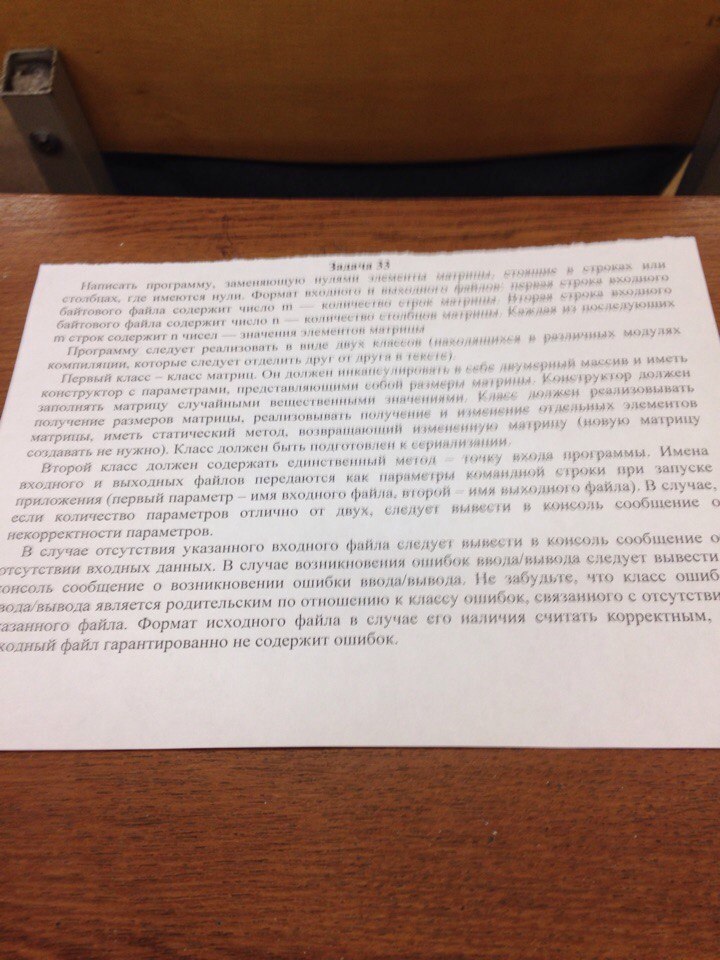 Задача 33
Написать программу, заменяющую нулями элементы матрицы, стоящие в строках или
столбцах, где имеются нули. Формат входного и выходного файлов: первая строка входного
байтового файла содержит число m — количество строк матрицы. Вторая строка входного
байтового файла содержит число n — количество столбцов матрицы. Каждая из последующих
m строк содержит n чисел — значения элементов матрицы
Программу следует реализовать в виде двух классов (находящихся в различных модулях
компиляции, которые следует отделить друг от друга в тексте).
Первый класс – класс матриц. Он должен инкапсулировать в себе двумерный массив и иметь
конструктор с параметрами, представляющими собой размеры матрицы. Конструктор должен
заполнять матрицу случайными вещественными значениями. Класс должен реализовывать
получение размеров матрицы, реализовывать получение и изменение отдельных элементов
матрицы, иметь статический метод, возвращающий измененную матрицу (новую матрицу
создавать не нужно). Класс должен быть подготовлен к сериализации.
Второй класс должен содержать единственный метод – точку входа программы. Имена
входного и выходных файлов передаются как параметры командной строки при запуске
приложения (первый параметр – имя входного файла, второй – имя выходного файла). В случае,
если количество параметров отлично от двух, следует вывести в консоль сообщение о
некорректности параметров.
В случае отсутствия указанного входного файла следует вывести в консоль сообщение о
отсутствии входных данных. В случае возникновения ошибок ввода/вывода следует вывести
консоль сообщение о возникновении ошибки ввода/вывода. Не забудьте, что класс ошиб
вода/вывода является родительским по отношению к классу ошибок, связанного с отсутстви
казанного файла. Формат исходного файла в случае его наличия считать корректным,
ходный файл гарантированно не содержит ошибок.